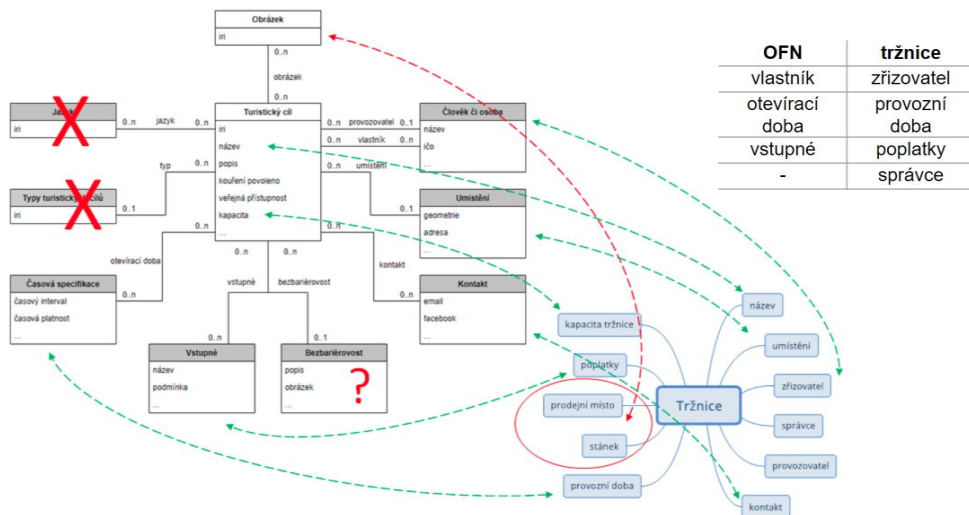 Obrázek
iri
0..n
obrázek
0..n
Jazyk
iri
0..n
jazyk
0..n
Turistický cíl
iri
název
popis
kouření povoleno
veřejná přístupnost
kapacita
...
0..n
provozovatel
0..1
0..n
vlastník
0..n
0..n
umístění
Člověk či osoba
název
ičo
...
typ
0..n
Typy turistických cílů
iri
0..1
0..1
Umístění
geometrie
adresa
...
0..n
otevírací doba
0..n
0..n
0..n
0..n
kontakt
Časová specifikace
časový interval
časová platnost
...
0..n
vstupné
bezbariérovost
0..n
Kontakt
email
facebook
...
0..n
0..1
Vstupné
název
podmínka
...
Bezbariérovost
popis
obrázek
...
?
OFN
tržnice
vlastník
zřizovatel
otevírací
provozní
doba
doba
vstupné
poplatky
-
správce
název
kapacita tržnice
umístění
poplatky
zřizovatel
prodejní místo
Tržnice
stánek
správce
provozovatel
provozní doba
kontakt